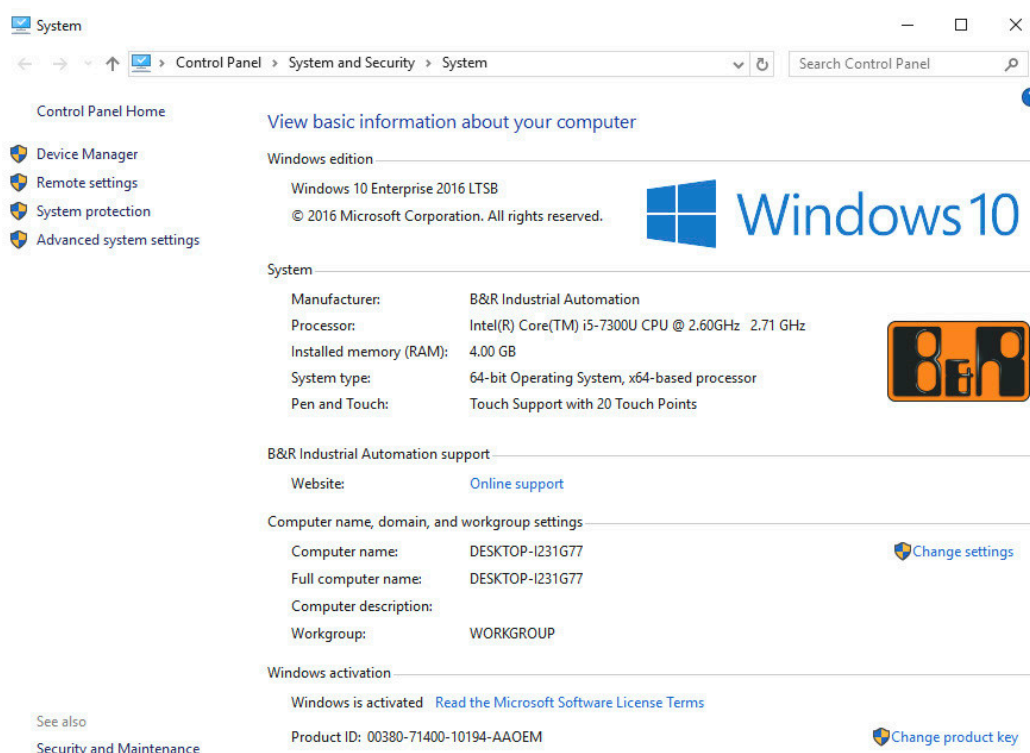 System
Control Panel > System and Security > System
Search Control Panel
Control Panel Home
Device Manager
Remote settings
System protection
Advanced system settings
View basic information about your computer
Windows edition
Windows 10 Enterprise 2016 LTSB
© 2016 Microsoft Corporation. All rights reserved.
Windows 10
System
Manufacturer: B&R Industrial Automation
Processor: Intel(R) Core(TM) i5-7300U CPU @ 2.60GHz 2.71 GHz
Installed memory (RAM): 4.00 GB
System type: 64-bit Operating System, x64-based processor
Pen and Touch: Touch Support with 20 Touch Points
B&R
B&R Industrial Automation support
Website: Online support
Computer name, domain, and workgroup settings
Computer name: DESKTOP-I231G77
Change settings
Full computer name: DESKTOP-I231G77
Computer description:
Workgroup: WORKGROUP
Windows activation
Windows is activated Read the Microsoft Software License Terms
Product ID: 00380-71400-10194-AAOEM
Change product key
See also
Security and Maintenance